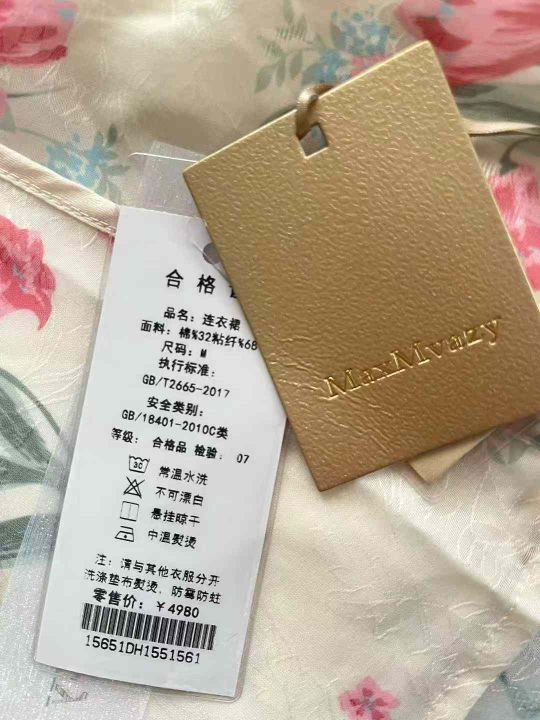 合格
品名：连衣裙
面料：棉%32粘纤%68
尺码：M
执行标准：
GB/T2665-2017
安全类别：
GB/18401-2010C类
等级： 合格品 检验：07
常温水洗
不可漂白
悬挂晾干
中温熨烫
注：请与其他衣服分开
洗涤垫布熨烫，防霉防蛀
零售价：￥4980
15651DH1551561
MaxMvazy